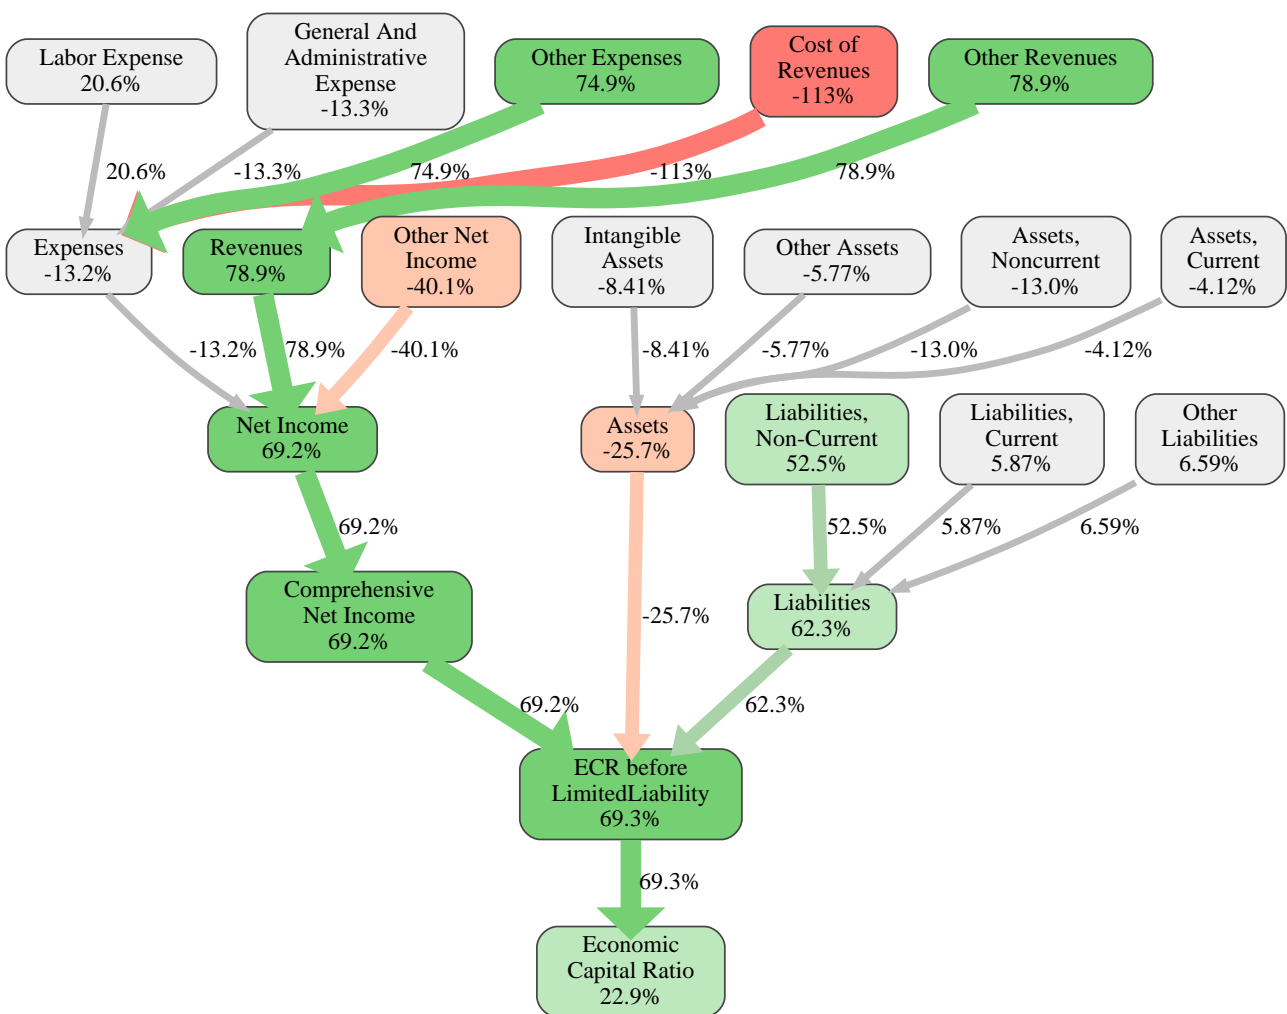 Labor Expense
20.6%
General And
Administrative
Expense
-13.3%
Other Expenses
74.9%
Cost of
Revenues
-113%
Other Revenues
78.9%
20.6%
-13.3%
74.9%
-113%
78.9%
Expenses
-13.2%
Revenues
78.9%
Other Net
Income
-40.1%
Intangible
Assets
-8.41%
Other Assets
-5.77%
Assets,
Noncurrent
-13.0%
Assets,
Current
-4.12%
-13.2%
78.9%
-40.1%
-8.41%
-5.77%
-13.0%
-4.12%
Net Income
69.2%
Assets
-25.7%
Liabilities,
Non-Current
52.5%
Liabilities,
Current
5.87%
Other
Liabilities
6.59%
69.2%
52.5%
5.87%
6.59%
Comprehensive
Net Income
69.2%
-25.7%
Liabilities
62.3%
69.2%
62.3%
ECR before
LimitedLiability
69.3%
69.3%
Economic
Capital Ratio
22.9%